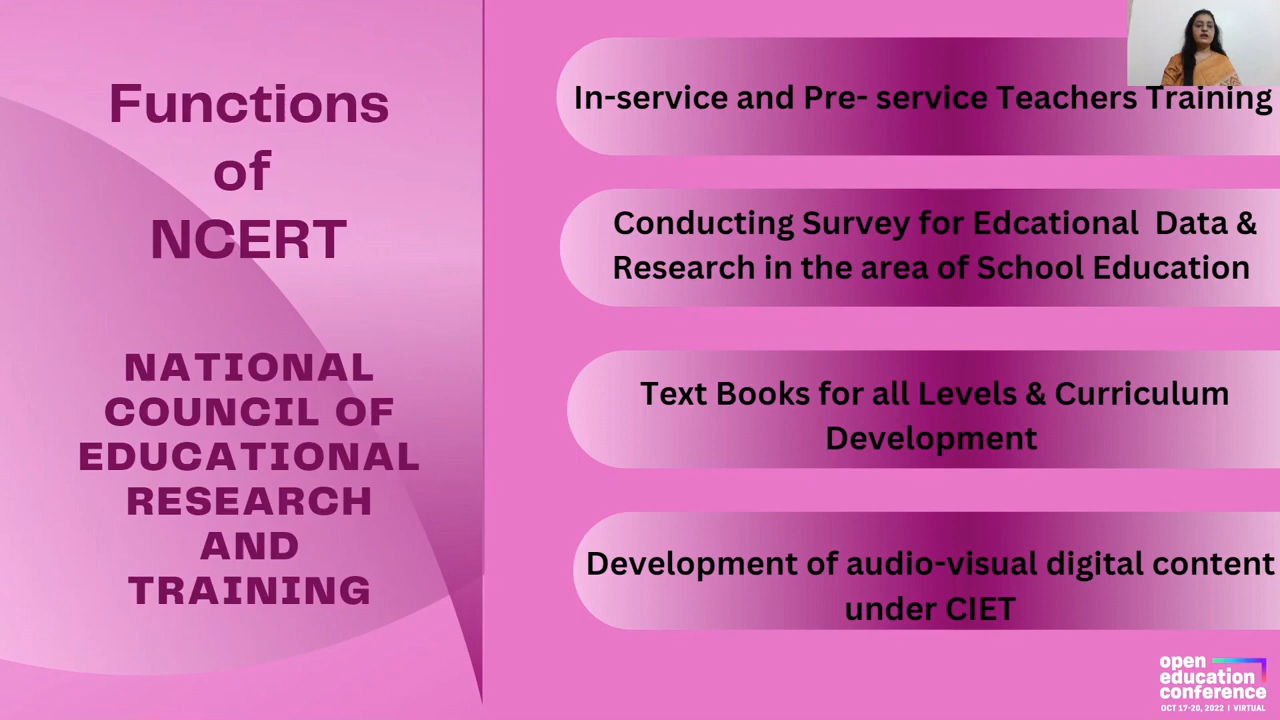 Functions
of
NCERT
NATIONAL
COUNCIL OF
EDUCATIONAL
RESEARCH
AND
TRAINING
In-service and Pre- service Teachers Training
Conducting Survey for Edcational Data &
Research in the area of School Education
Text Books for all Levels & Curriculum
Development
Development of audio-visual digital content
under CIET
open
education
conference
OCT 17-20, 2022 | VIRTUAL